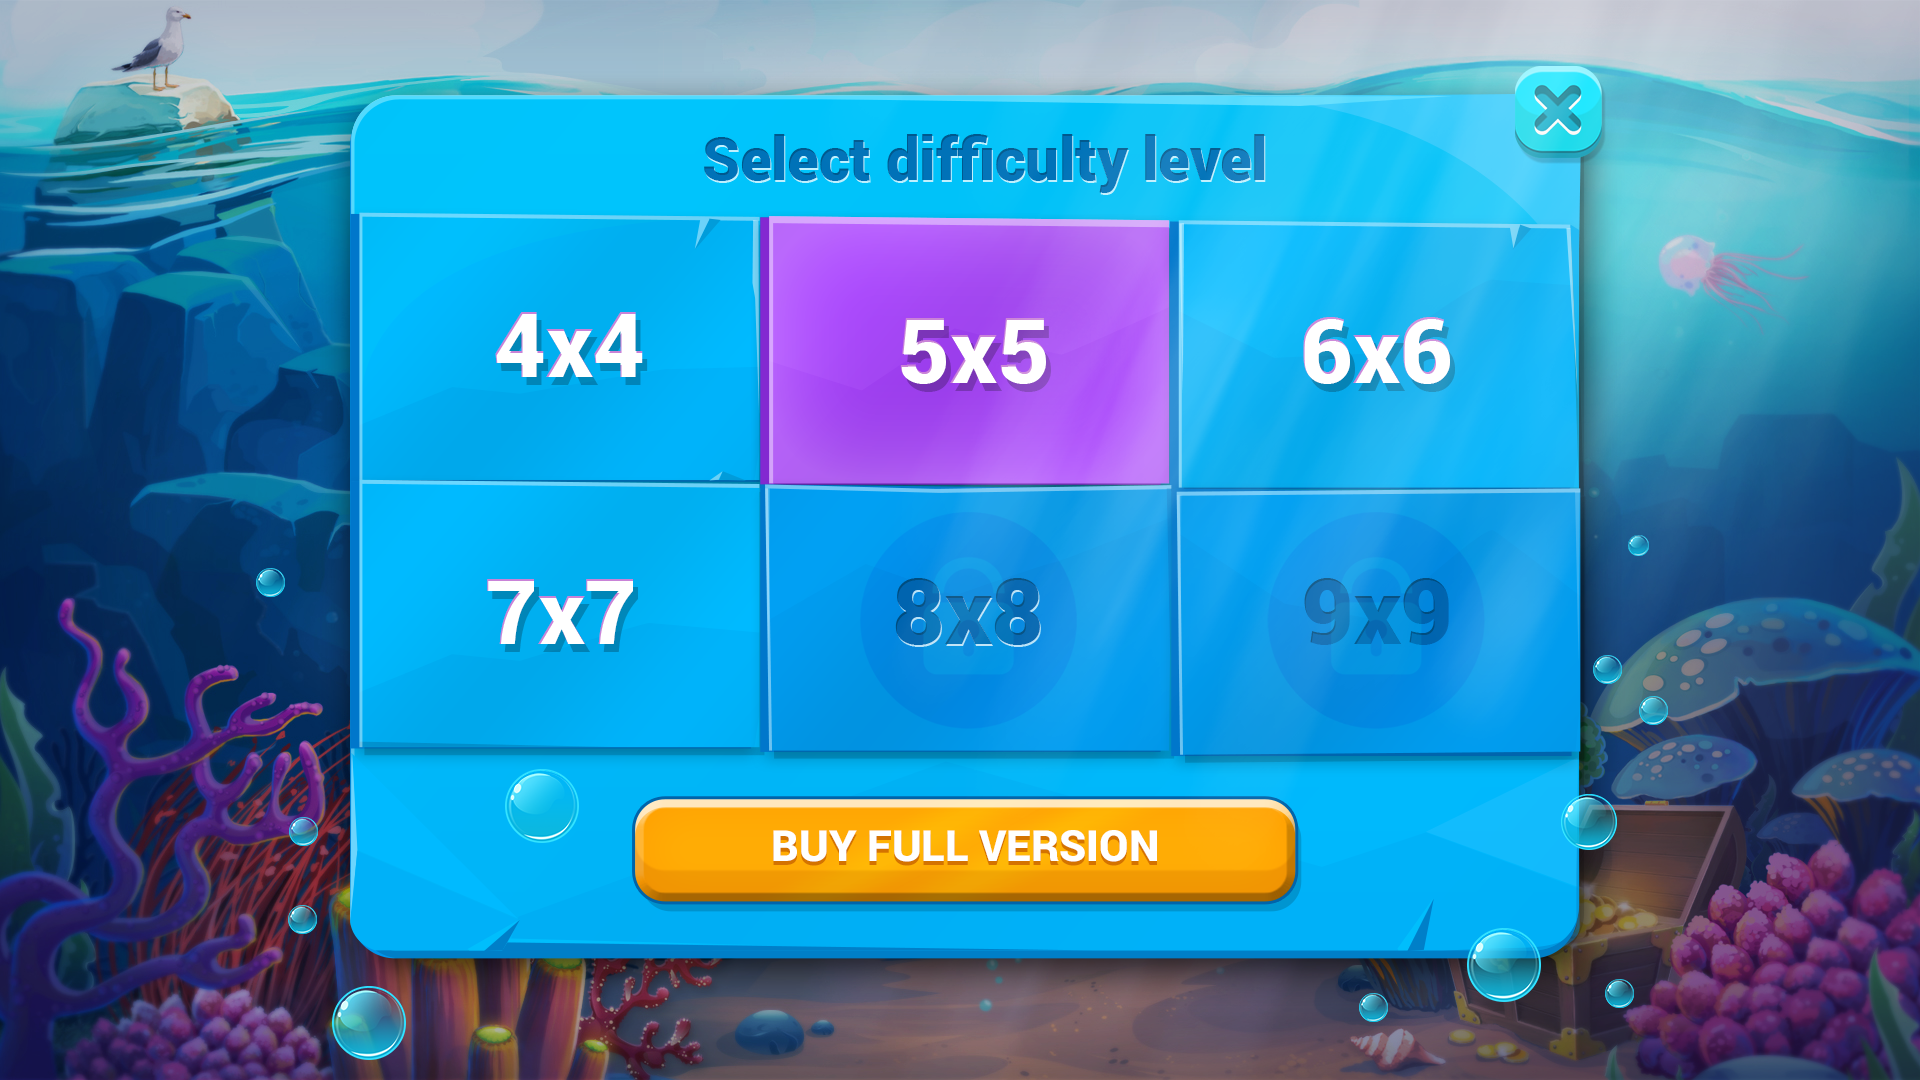 Select difficulty level
4x4
5x5
6x6
7x7
8x8
9x9
BUY FULL VERSION